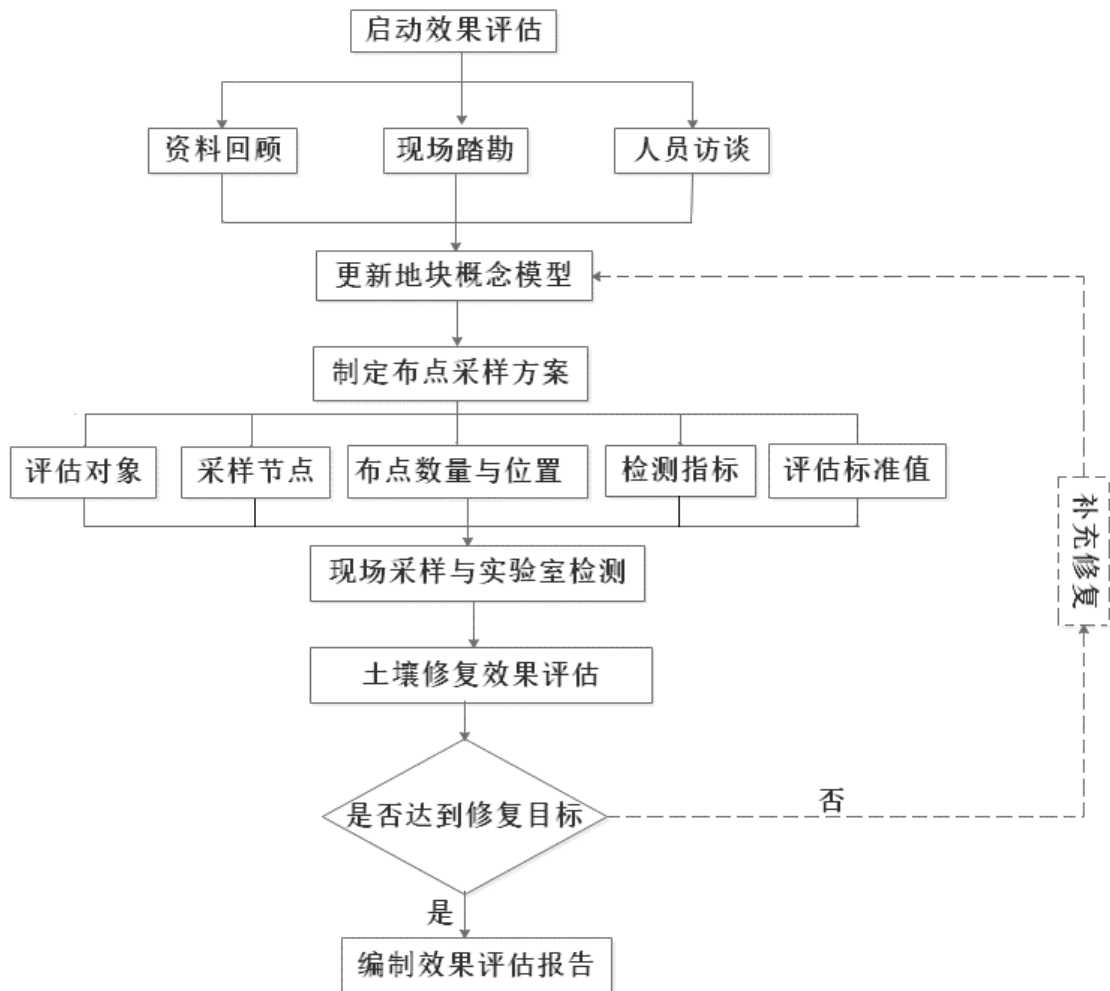 启动效果评估
资料回顾
现场踏勘
人员访谈
更新地块概念模型
制定布点采样方案
评估对象
采样节点
布点数量与位置
检测指标
评估标准值
补充修复
现场采样与实验室检测
土壤修复效果评估
是否达到修复目标
否
是
编制效果评估报告